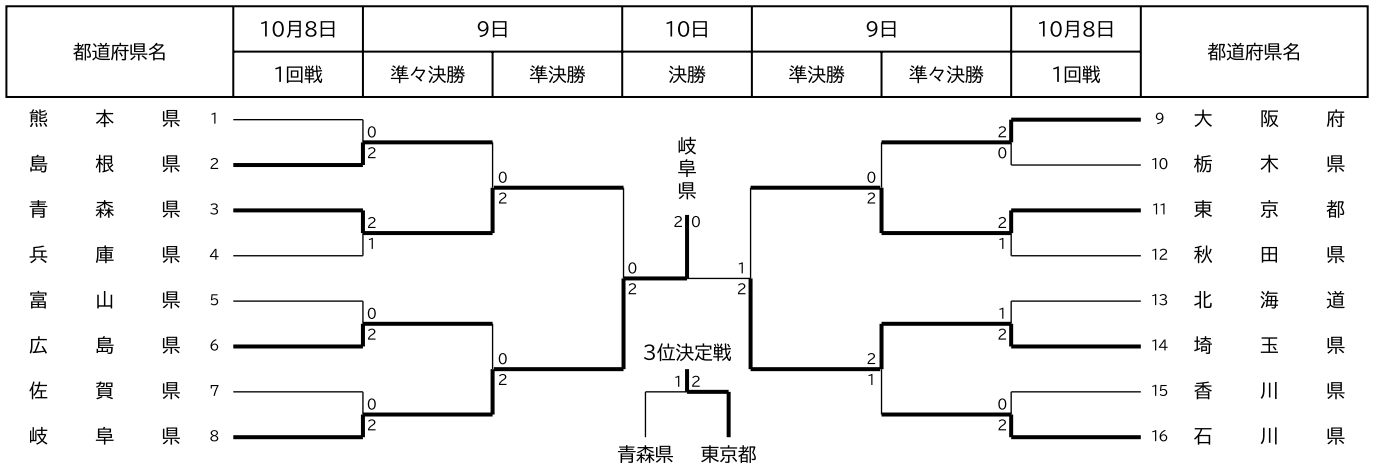 都道府県名 10月8日 9日 10日 9日 10月8日 都道府県名
1回戦 準々決勝 準決勝 決勝 準決勝 準々決勝 1回戦
熊本県 1 9 大阪府
0 2
2 0
島根県 2 10 栃木県
岐阜県
0 0
2 2
青森県 3 11 東京都
2 2 0 2
1 1
兵庫県 4 12 秋田県
0 1
2 2
富山県 5 13 北海道
0 1
2 2
広島県 6 14 埼玉県
3位決定戦
0 2
2 1
1 2
佐賀県 7 15 香川県
0 0
2 2
岐阜県 8 16 石川県
青森県 東京都